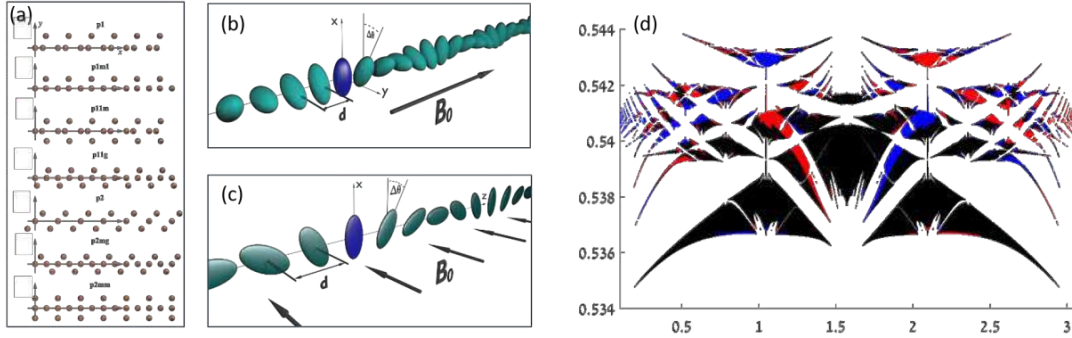 (a)
y
p1
x
p1m1
p11m
p11g
p2
p2mg
p2mm
(b)
x
Δθ
y
d
B₀
(c)
x
Δθ
z
d
B₀
(d)
0.544
0.542
0.54
0.538
0.536
0.534
0.5 1 1.5 2 2.5 3